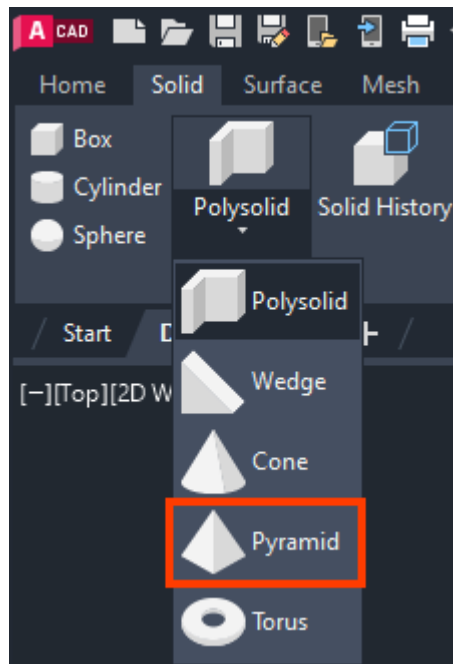 A CAD
Home Solid Surface Mesh
Box
Cylinder
Sphere
Polysolid
Solid History
Polysolid
Wedge
Cone
Pyramid
Torus
Start D
[−][Top][2D W